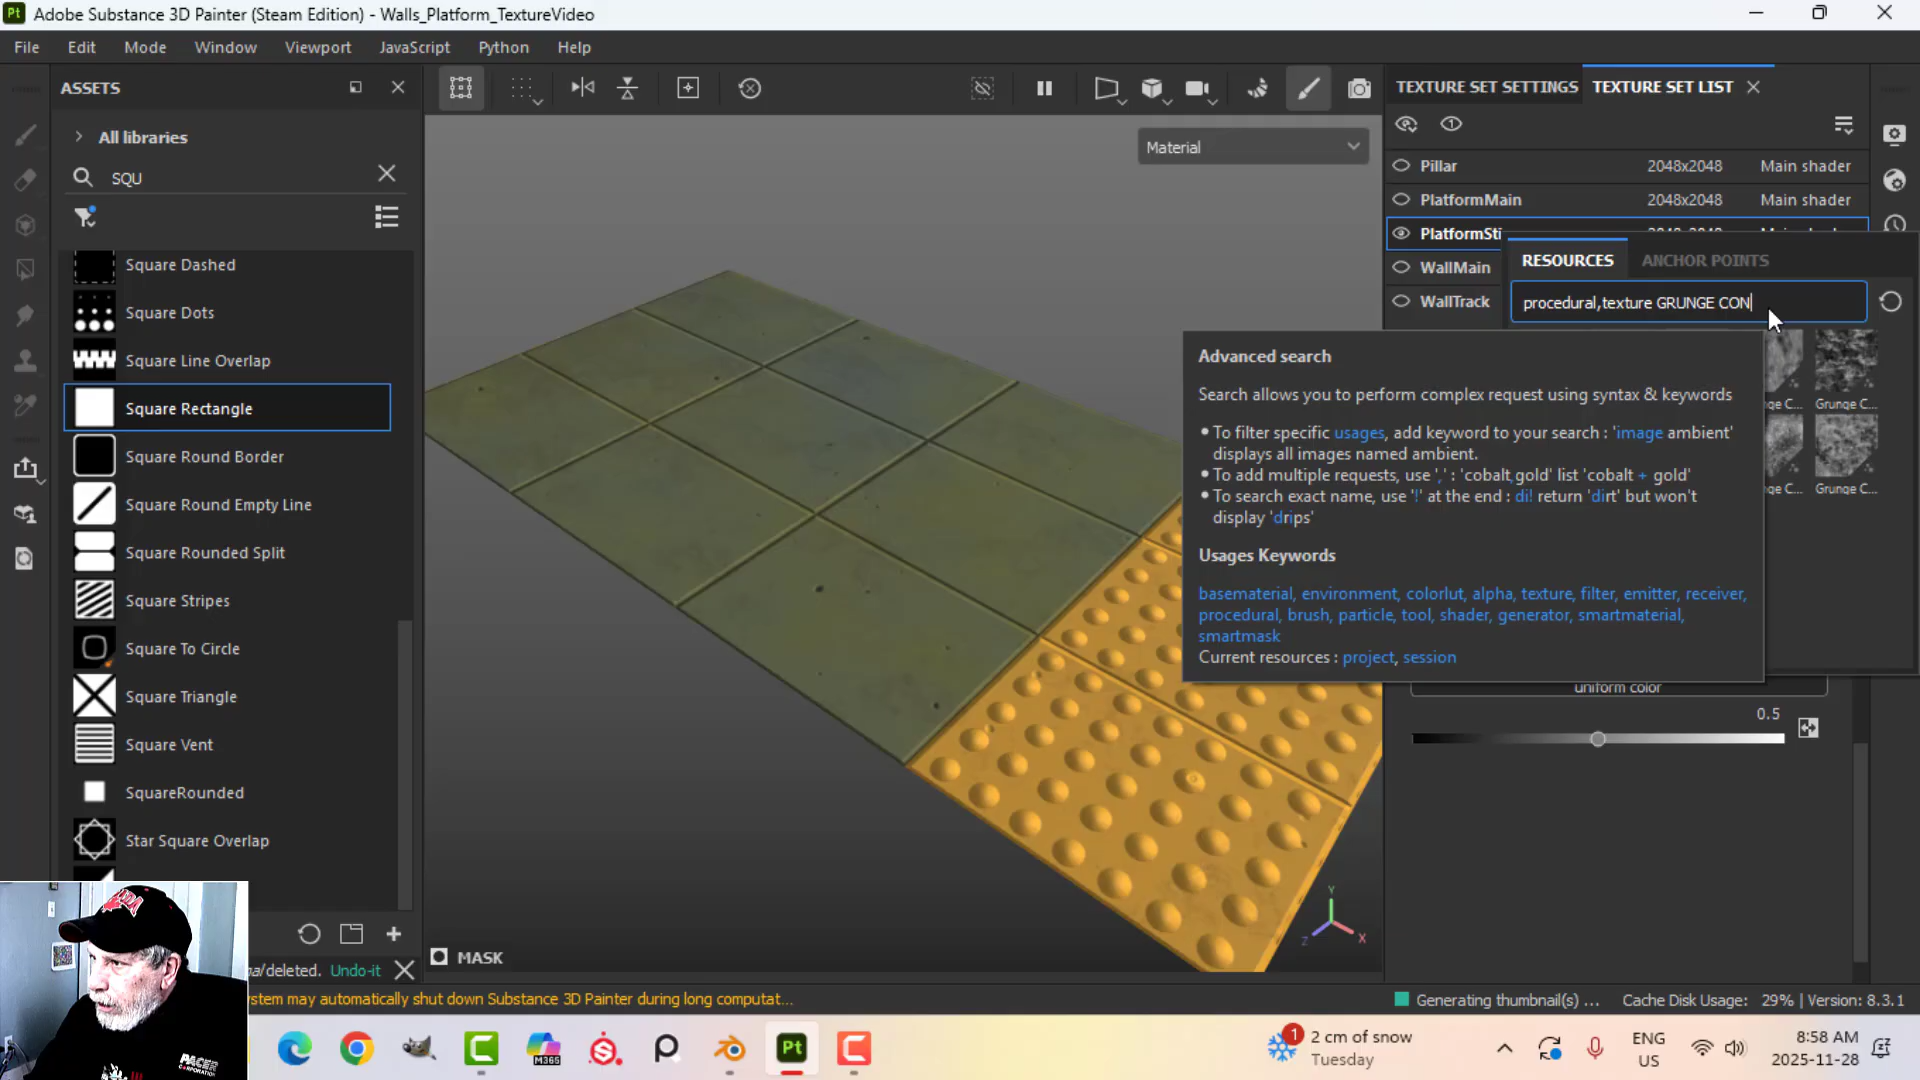 Pt Adobe Substance 3D Painter (Steam Edition) - Walls_Platform_TextureVideo
File Edit Mode Window Viewport JavaScript Python Help
ASSETS
All libraries
SQU
Square Dashed
Square Dots
Square Line Overlap
Square Rectangle
Square Round Border
Square Round Empty Line
Square Rounded Split
Square Stripes
Square To Circle
Square Triangle
Square Vent
SquareRounded
Star Square Overlap
/deleted. Undo-it
Material
MASK
Y
Z X
TEXTURE SET SETTINGS TEXTURE SET LIST
Pillar 2048x2048 Main shader
PlatformMain 2048x2048 Main shader
PlatformSt
WallMain
WallTrack
RESOURCES ANCHOR POINTS
procedural,texture GRUNGE CON
nge C... Grunge C...
nge C... Grunge C...
Advanced search
Search allows you to perform complex request using syntax & keywords
• To filter specific usages, add keyword to your search : 'image ambient'
displays all images named ambient.
• To add multiple requests, use ',' : 'cobalt,gold' list 'cobalt + gold'
• To search exact name, use '!' at the end : di! return 'dirt' but won't
display 'drips'
Usages Keywords
basematerial, environment, colorlut, alpha, texture, filter, emitter, receiver,
procedural, brush, particle, tool, shader, generator, smartmaterial,
smartmask
Current resources : project, session
uniform color
0.5
stem may automatically shut down Substance 3D Painter during long computat...
Generating thumbnail(s) ... Cache Disk Usage: 29% | Version: 8.3.1
M365
Pt
1
2 cm of snow
Tuesday
ENG
US
8:58 AM
2025-11-28